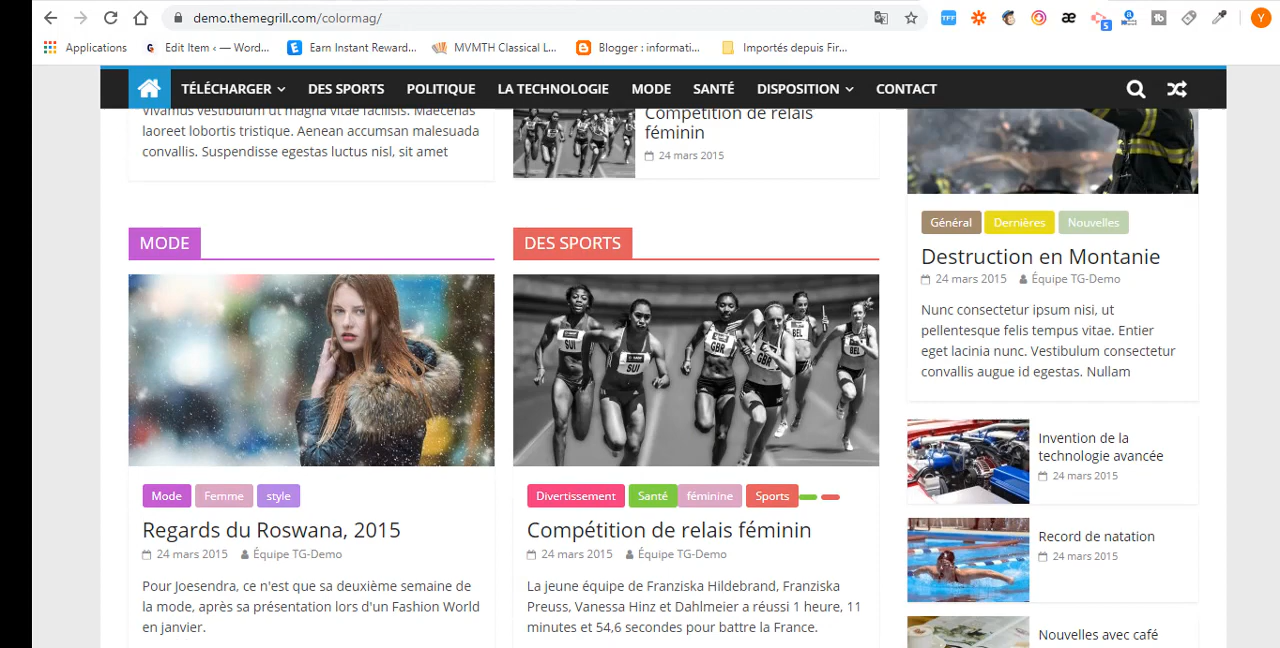 demo.themegrill.com/colormag/
Y
Applications
Edit Item ‹ — Word...
Earn Instant Reward...
MVMTH Classical L...
Blogger : informati...
Importés depuis Fir...
TÉLÉCHARGER
DES SPORTS
POLITIQUE
LA TECHNOLOGIE
MODE
SANTÉ
DISPOSITION
CONTACT
Vivamus vestibulum ut magna vitae facilisis. Maecenas
laoreet lobortis tristique. Aenean accumsan malesuada
convallis. Suspendisse egestas luctus nisl, sit amet
Compétition de relais
féminin
24 mars 2015
MODE
Mode
Femme
style
Regards du Roswana, 2015
24 mars 2015 Équipe TG-Demo
Pour Joesendra, ce n'est que sa deuxième semaine de
la mode, après sa présentation lors d'un Fashion World
en janvier.
DES SPORTS
SUI
SUI
GBR
GBR
BEL
BEL
Divertissement
Santé
féminine
Sports
Compétition de relais féminin
24 mars 2015 Équipe TG-Demo
La jeune équipe de Franziska Hildebrand, Franziska
Preuss, Vanessa Hinz et Dahlmeier a réussi 1 heure, 11
minutes et 54,6 secondes pour battre la France.
Général
Dernières
Nouvelles
Destruction en Montanie
24 mars 2015 Équipe TG-Demo
Nunc consectetur ipsum nisi, ut
pellentesque felis tempus vitae. Entier
eget lacinia nunc. Vestibulum consectetur
convallis augue id egestas. Nullam
Invention de la
technologie avancée
24 mars 2015
Record de natation
24 mars 2015
Nouvelles avec café